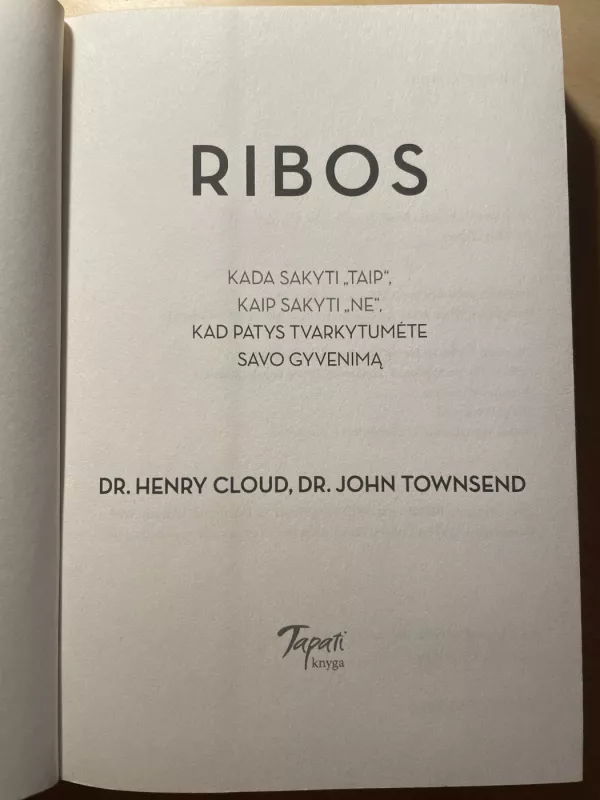 RIBOS
KADA SAKYTI „TAIP“,
KAIP SAKYTI „NE“,
KAD PATYS TVARKYTUMĖTE
SAVO GYVENIMĄ
DR. HENRY CLOUD, DR. JOHN TOWNSEND
Tapati
knyga